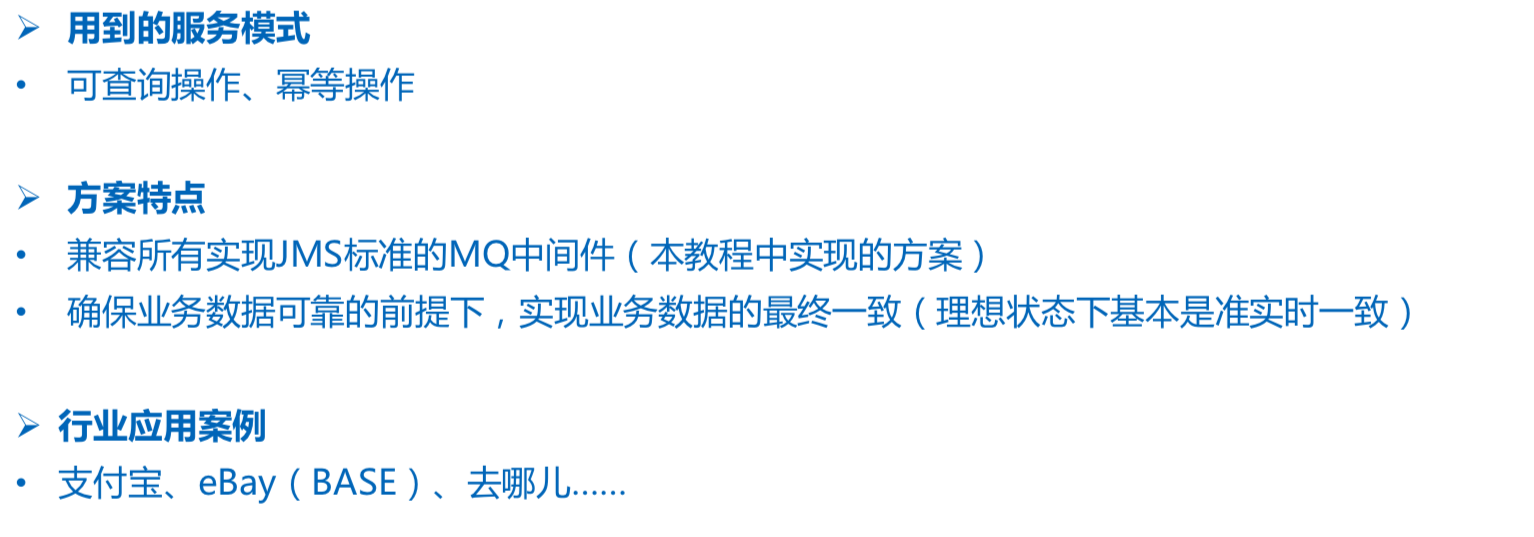 ➢ 用到的服务模式
• 可查询操作、幂等操作
➢ 方案特点
• 兼容所有实现JMS标准的MQ中间件（本教程中实现的方案）
• 确保业务数据可靠的前提下，实现业务数据的最终一致（理想状态下基本是准实时一致）
➢ 行业应用案例
• 支付宝、eBay（BASE）、去哪儿……